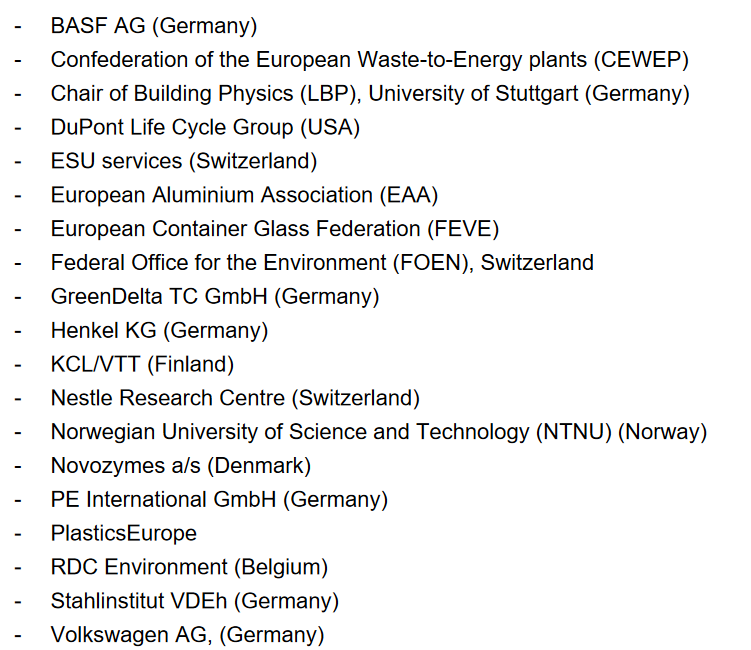 - BASF AG (Germany)
- Confederation of the European Waste-to-Energy plants (CEWEP)
- Chair of Building Physics (LBP), University of Stuttgart (Germany)
- DuPont Life Cycle Group (USA)
- ESU services (Switzerland)
- European Aluminium Association (EAA)
- European Container Glass Federation (FEVE)
- Federal Office for the Environment (FOEN), Switzerland
- GreenDelta TC GmbH (Germany)
- Henkel KG (Germany)
- KCL/VTT (Finland)
- Nestle Research Centre (Switzerland)
- Norwegian University of Science and Technology (NTNU) (Norway)
- Novozymes a/s (Denmark)
- PE International GmbH (Germany)
- PlasticsEurope
- RDC Environment (Belgium)
- Stahlinstitut VDEh (Germany)
- Volkswagen AG, (Germany)